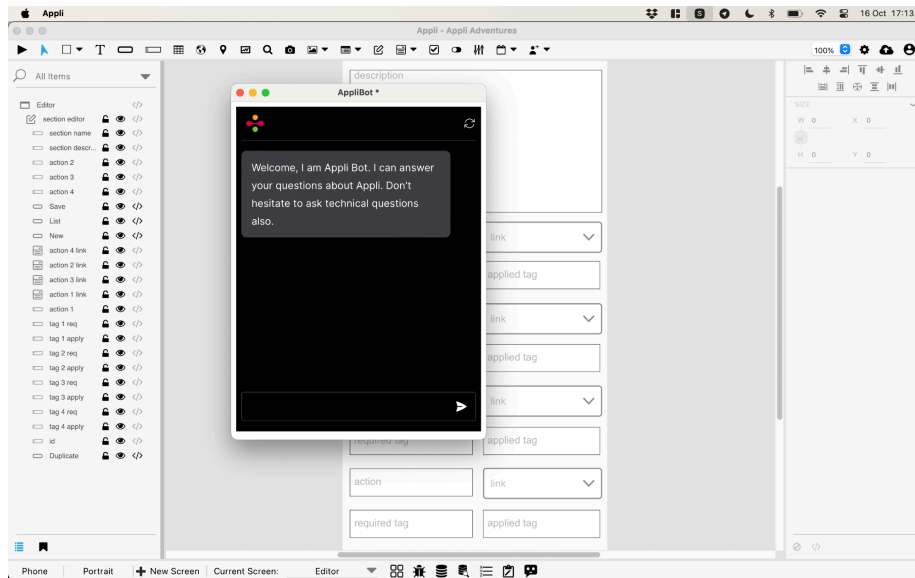 Appli
16 Oct 17:13
Appli - Appli Adventures
T
100%
All Items
Editor
section editor
section name
section descr...
action 2
action 3
action 4
Save
List
New
action 4 link
action 2 link
action 3 link
action 1 link
action 1
tag 1 req
tag 1 apply
tag 2 req
tag 2 apply
tag 3 req
tag 3 apply
tag 4 req
tag 4 apply
id
Duplicate
description
AppliBot *
Welcome, I am Appli Bot. I can answer
your questions about Appli. Don't
hesitate to ask technical questions
also.
link
applied tag
link
applied tag
link
required tag applied tag
action link
required tag applied tag
SIZE
W 0 X 0
H 0 Y 0
Phone Portrait New Screen Current Screen: Editor